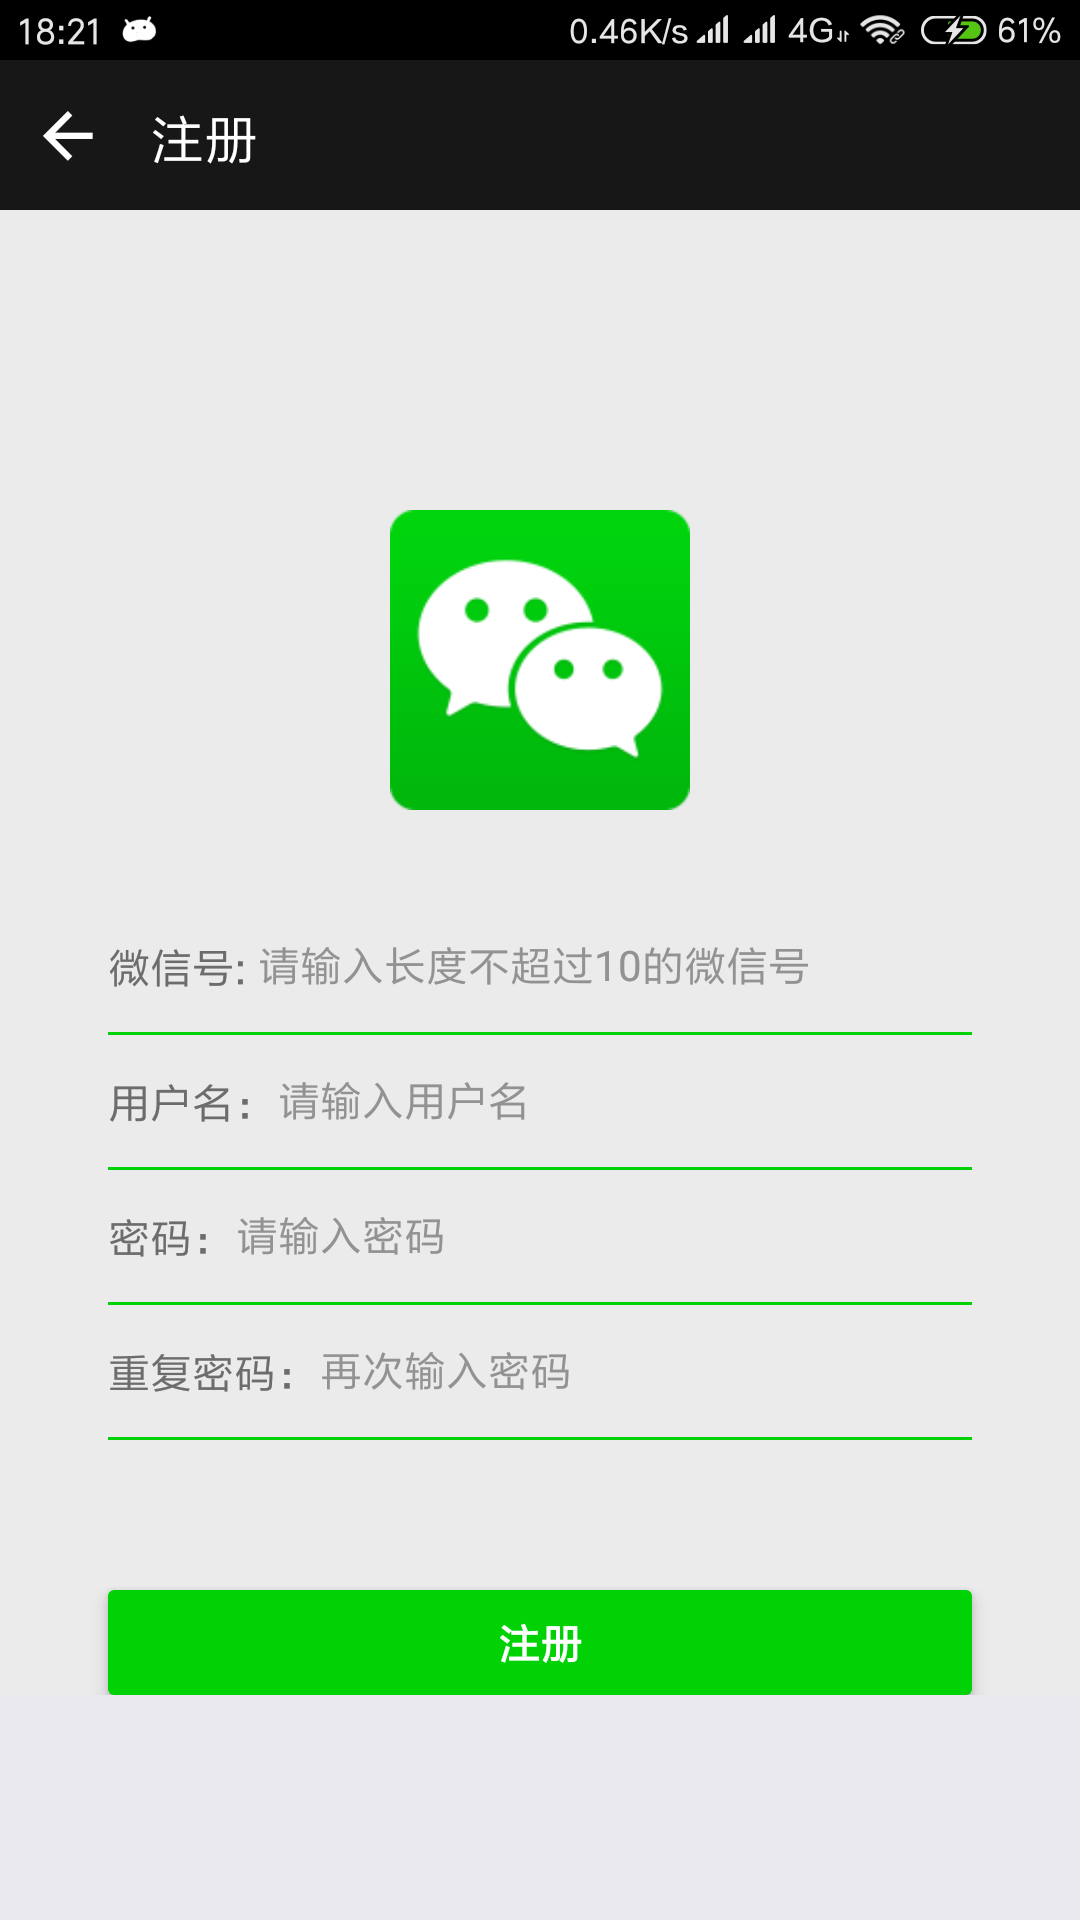 18:21 0.46K/s 4G 61%
注册
微信号: 请输入长度不超过10的微信号
用户名： 请输入用户名
密码： 请输入密码
重复密码： 再次输入密码
注册